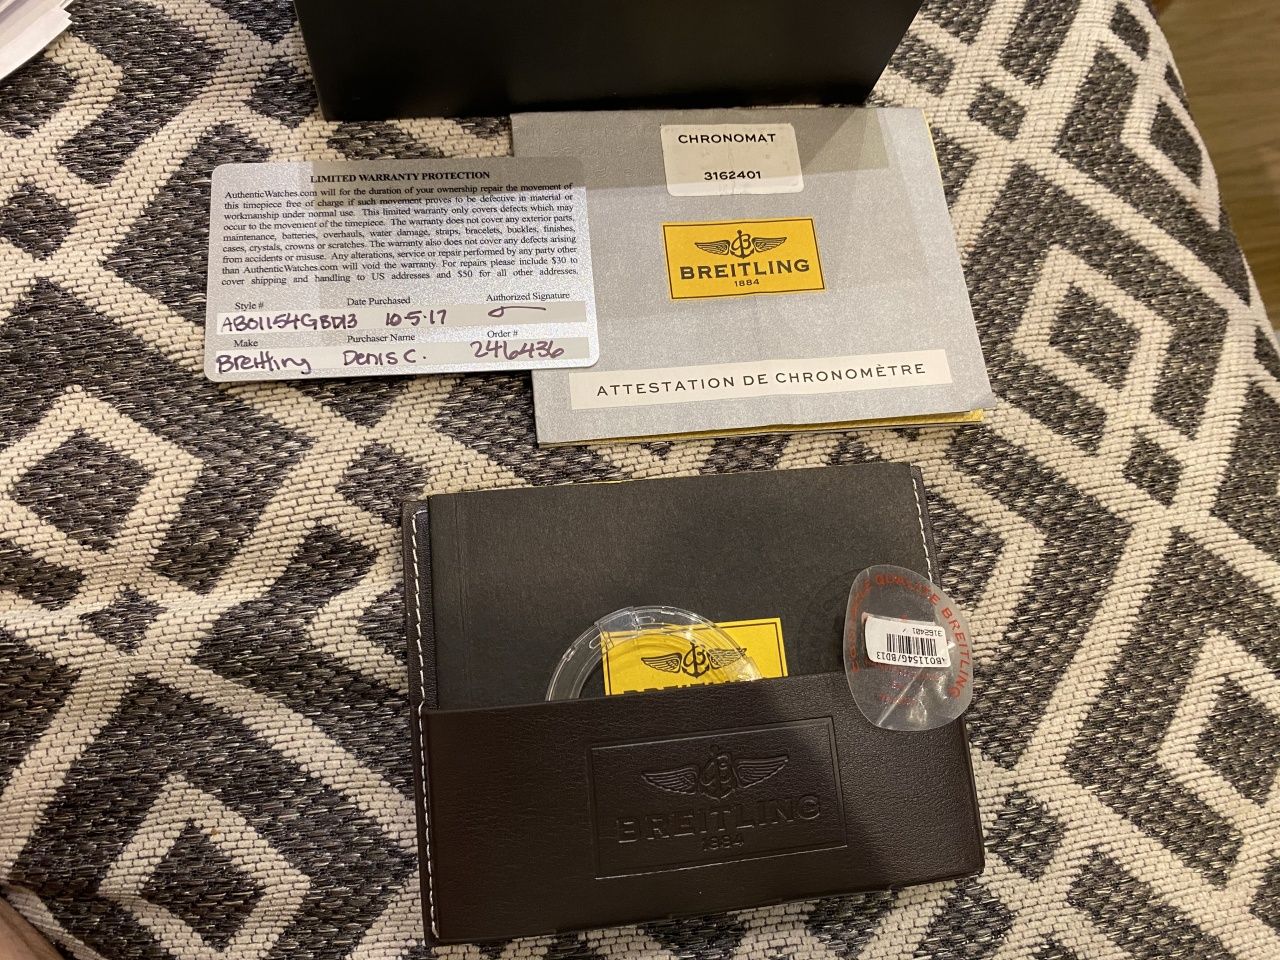 LIMITED WARRANTY PROTECTION
AuthenticWatches.com will for the duration of your ownership repair the movement of
this timepiece free of charge if such movement proves to be defective in material or
workmanship under normal use. This limited warranty only covers defects which may
occur to the movement of the timepiece. The warranty does not cover any exterior parts,
maintenance, batteries, overhauls, water damage, straps, bracelets, buckles, finishes,
cases, crystals, crowns or scratches. The warranty also does not cover any defects arising
from accidents or misuse. Any alterations, service or repair performed by any party other
than AuthenticWatches.com will void the warranty. For repairs please include $30 to
cover shipping and handling to US addresses and $50 for all other addresses.
Style # Date Purchased Authorized Signature
AB01154GBD13 10-5-17
Make Purchaser Name Order #
Breitling Denis C. 246436
CHRONOMAT
3162401
BREITLING
1884
ATTESTATION DE CHRONOMÈTRE
BREITLING
QUALITE BREITLING
AB01154G/BD13
3162401
BREITLING
1884